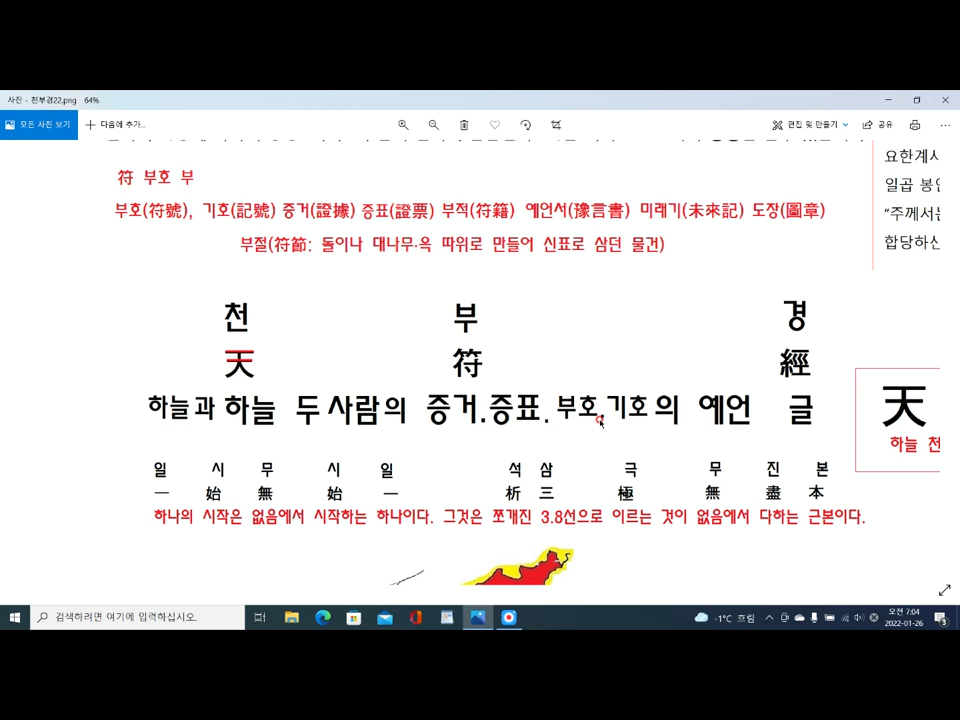 사진 - 천부경22.png 64%
모든 사진 보기 다음에 추가... 편집 및 만들기 공유
符 부호 부
부호(符號), 기호(記號) 증거(證據) 증표(證票) 부적(符籍) 예언서(豫言書) 미래기(未來記) 도장(圖章)
부절(符節: 돌이나 대나무·옥 따위로 만들어 신표로 삼던 물건)
요한계시
일곱 봉인
“주께서는
합당하신
천 부 경
天 符 經
하늘과 하늘 두 사람의 증거.증표.부호,기호의 예언 글
天
하늘 천
일 시 무 시 일 석 삼 극 무 진 본
一 始 無 始 一 析 三 極 無 盡 本
하나의 시작은 없음에서 시작하는 하나이다. 그것은 쪼개진 3.8선으로 이르는 것이 없음에서 다하는 근본이다.
검색하려면 여기에 입력하십시오.
-1°C 흐림
오전 7:04
2022-01-26
3